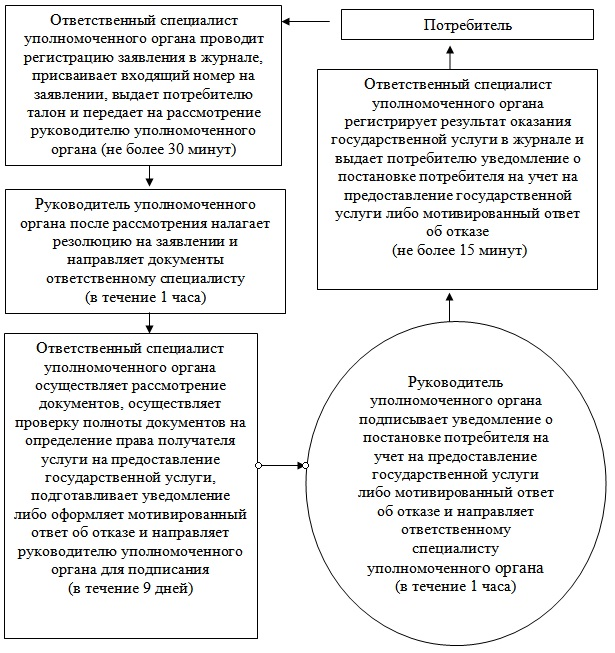 Потребитель
Ответственный специалист
уполномоченного органа проводит
регистрацию заявления в журнале,
присваивает входящий номер на
заявлении, выдает потребителю
талон и передает на рассмотрение
руководителю уполномоченного
органа (не более 30 минут)
Руководитель уполномоченного
органа после рассмотрения налагает
резолюцию на заявлении и
направляет документы
ответственному специалисту
(в течение 1 часа)
Ответственный специалист
уполномоченного органа
осуществляет рассмотрение
документов, осуществляет
проверку полноты документов на
определение права получателя
услуги на предоставление
государственной услуги,
подготавливает уведомление
либо оформляет мотивированный
ответ об отказе и направляет
руководителю уполномоченного
органа для подписания
(в течение 9 дней)
Руководитель
уполномоченного органа
подписывает уведомление о
постановке потребителя на
учет на предоставление
государственной услуги
либо мотивированный ответ
об отказе и направляет
ответственному
специалисту
уполномоченного органа
(в течение 1 часа)
Ответственный специалист
уполномоченного органа
регистрирует результат оказания
государственной услуги в журнале и
выдает потребителю уведомление о
постановке потребителя на учет на
предоставление государственной
услуги либо мотивированный ответ
об отказе
(не более 15 минут)